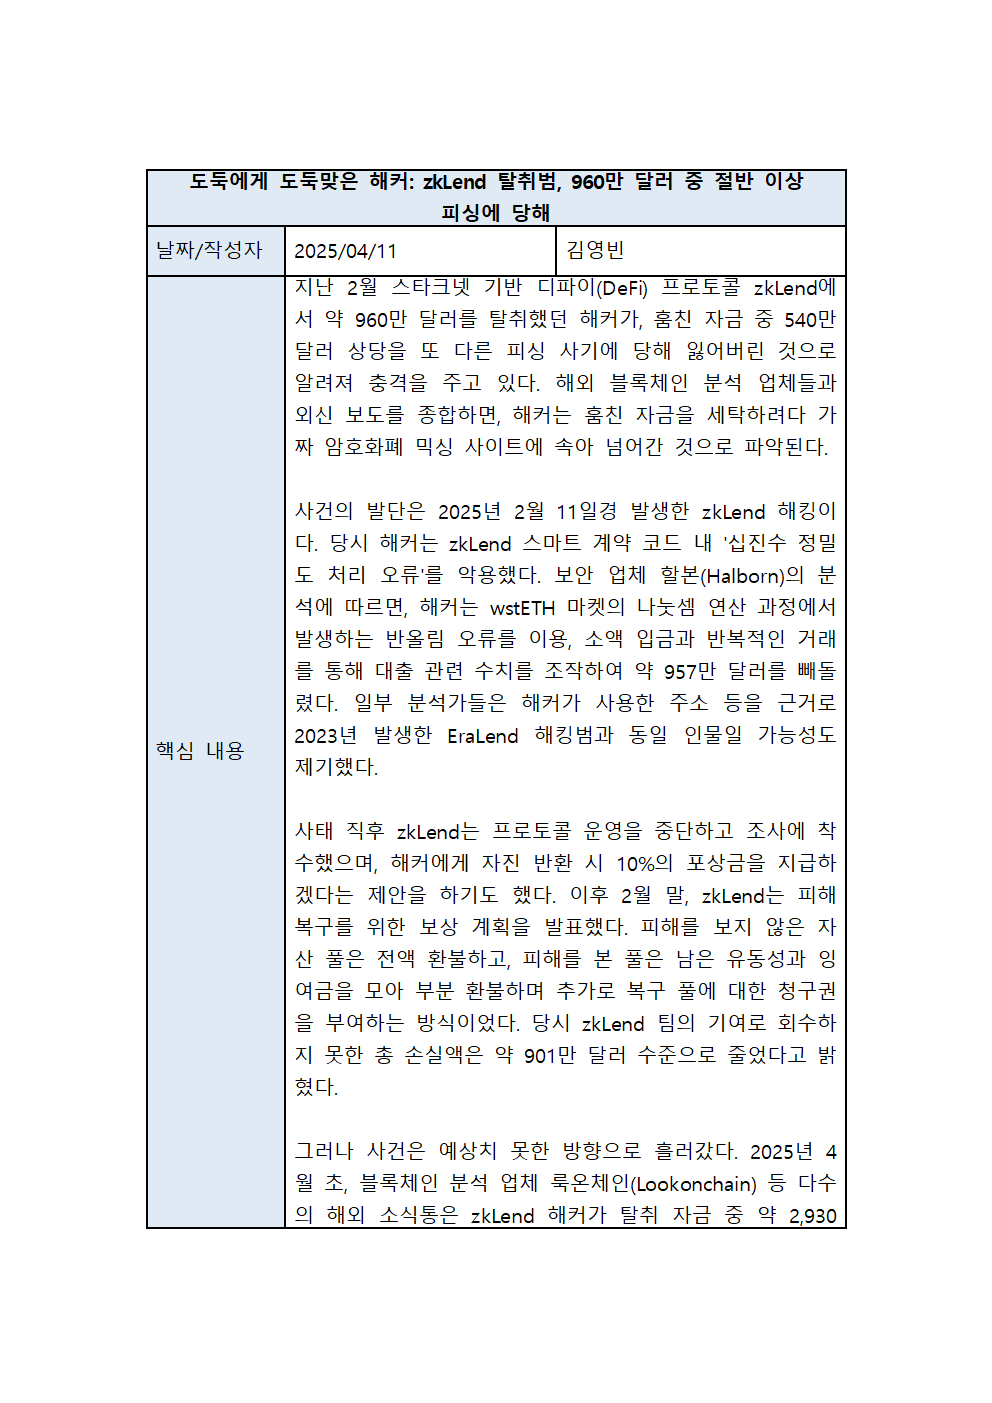 도둑에게 도둑맞은 해커: zkLend 탈취범, 960만 달러 중 절반 이상
피싱에 당해
날짜/작성자 2025/04/11 김영빈
지난 2월 스타크넷 기반 디파이(DeFi) 프로토콜 zkLend에
서 약 960만 달러를 탈취했던 해커가, 훔친 자금 중 540만
달러 상당을 또 다른 피싱 사기에 당해 잃어버린 것으로
알려져 충격을 주고 있다. 해외 블록체인 분석 업체들과
외신 보도를 종합하면, 해커는 훔친 자금을 세탁하려다 가
짜 암호화폐 믹싱 사이트에 속아 넘어간 것으로 파악된다.
사건의 발단은 2025년 2월 11일경 발생한 zkLend 해킹이
다. 당시 해커는 zkLend 스마트 계약 코드 내 '십진수 정밀
도 처리 오류'를 악용했다. 보안 업체 할본(Halborn)의 분
석에 따르면, 해커는 wstETH 마켓의 나눗셈 연산 과정에서
발생하는 반올림 오류를 이용, 소액 입금과 반복적인 거래
를 통해 대출 관련 수치를 조작하여 약 957만 달러를 빼돌
렸다. 일부 분석가들은 해커가 사용한 주소 등을 근거로
2023년 발생한 EraLend 해킹범과 동일 인물일 가능성도
제기했다.
핵심 내용
사태 직후 zkLend는 프로토콜 운영을 중단하고 조사에 착
수했으며, 해커에게 자진 반환 시 10%의 포상금을 지급하
겠다는 제안을 하기도 했다. 이후 2월 말, zkLend는 피해
복구를 위한 보상 계획을 발표했다. 피해를 보지 않은 자
산 풀은 전액 환불하고, 피해를 본 풀은 남은 유동성과 잉
여금을 모아 부분 환불하며 추가로 복구 풀에 대한 청구권
을 부여하는 방식이었다. 당시 zkLend 팀의 기여로 회수하
지 못한 총 손실액은 약 901만 달러 수준으로 줄었다고 밝
혔다.
그러나 사건은 예상치 못한 방향으로 흘러갔다. 2025년 4
월 초, 블록체인 분석 업체 룩온체인(Lookonchain) 등 다수
의 해외 소식통은 zkLend 해커가 탈취 자금 중 약 2,930